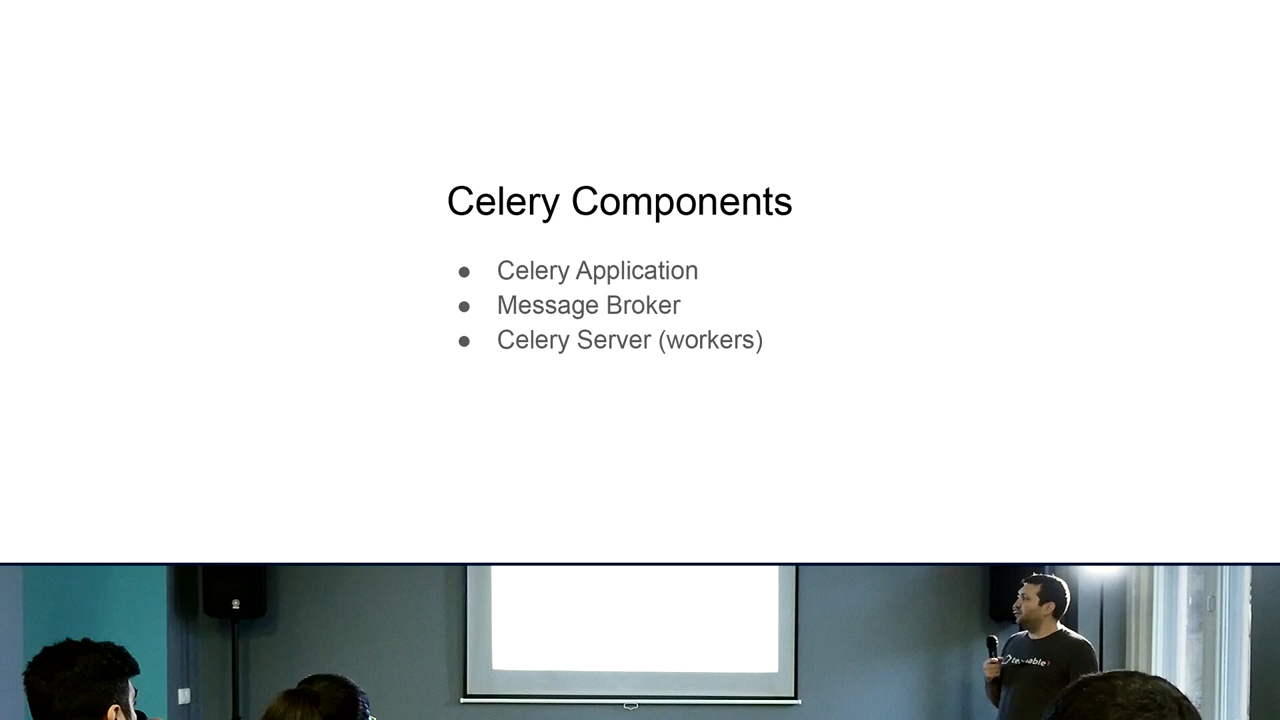 Celery Components
● Celery Application
● Message Broker
● Celery Server (workers)